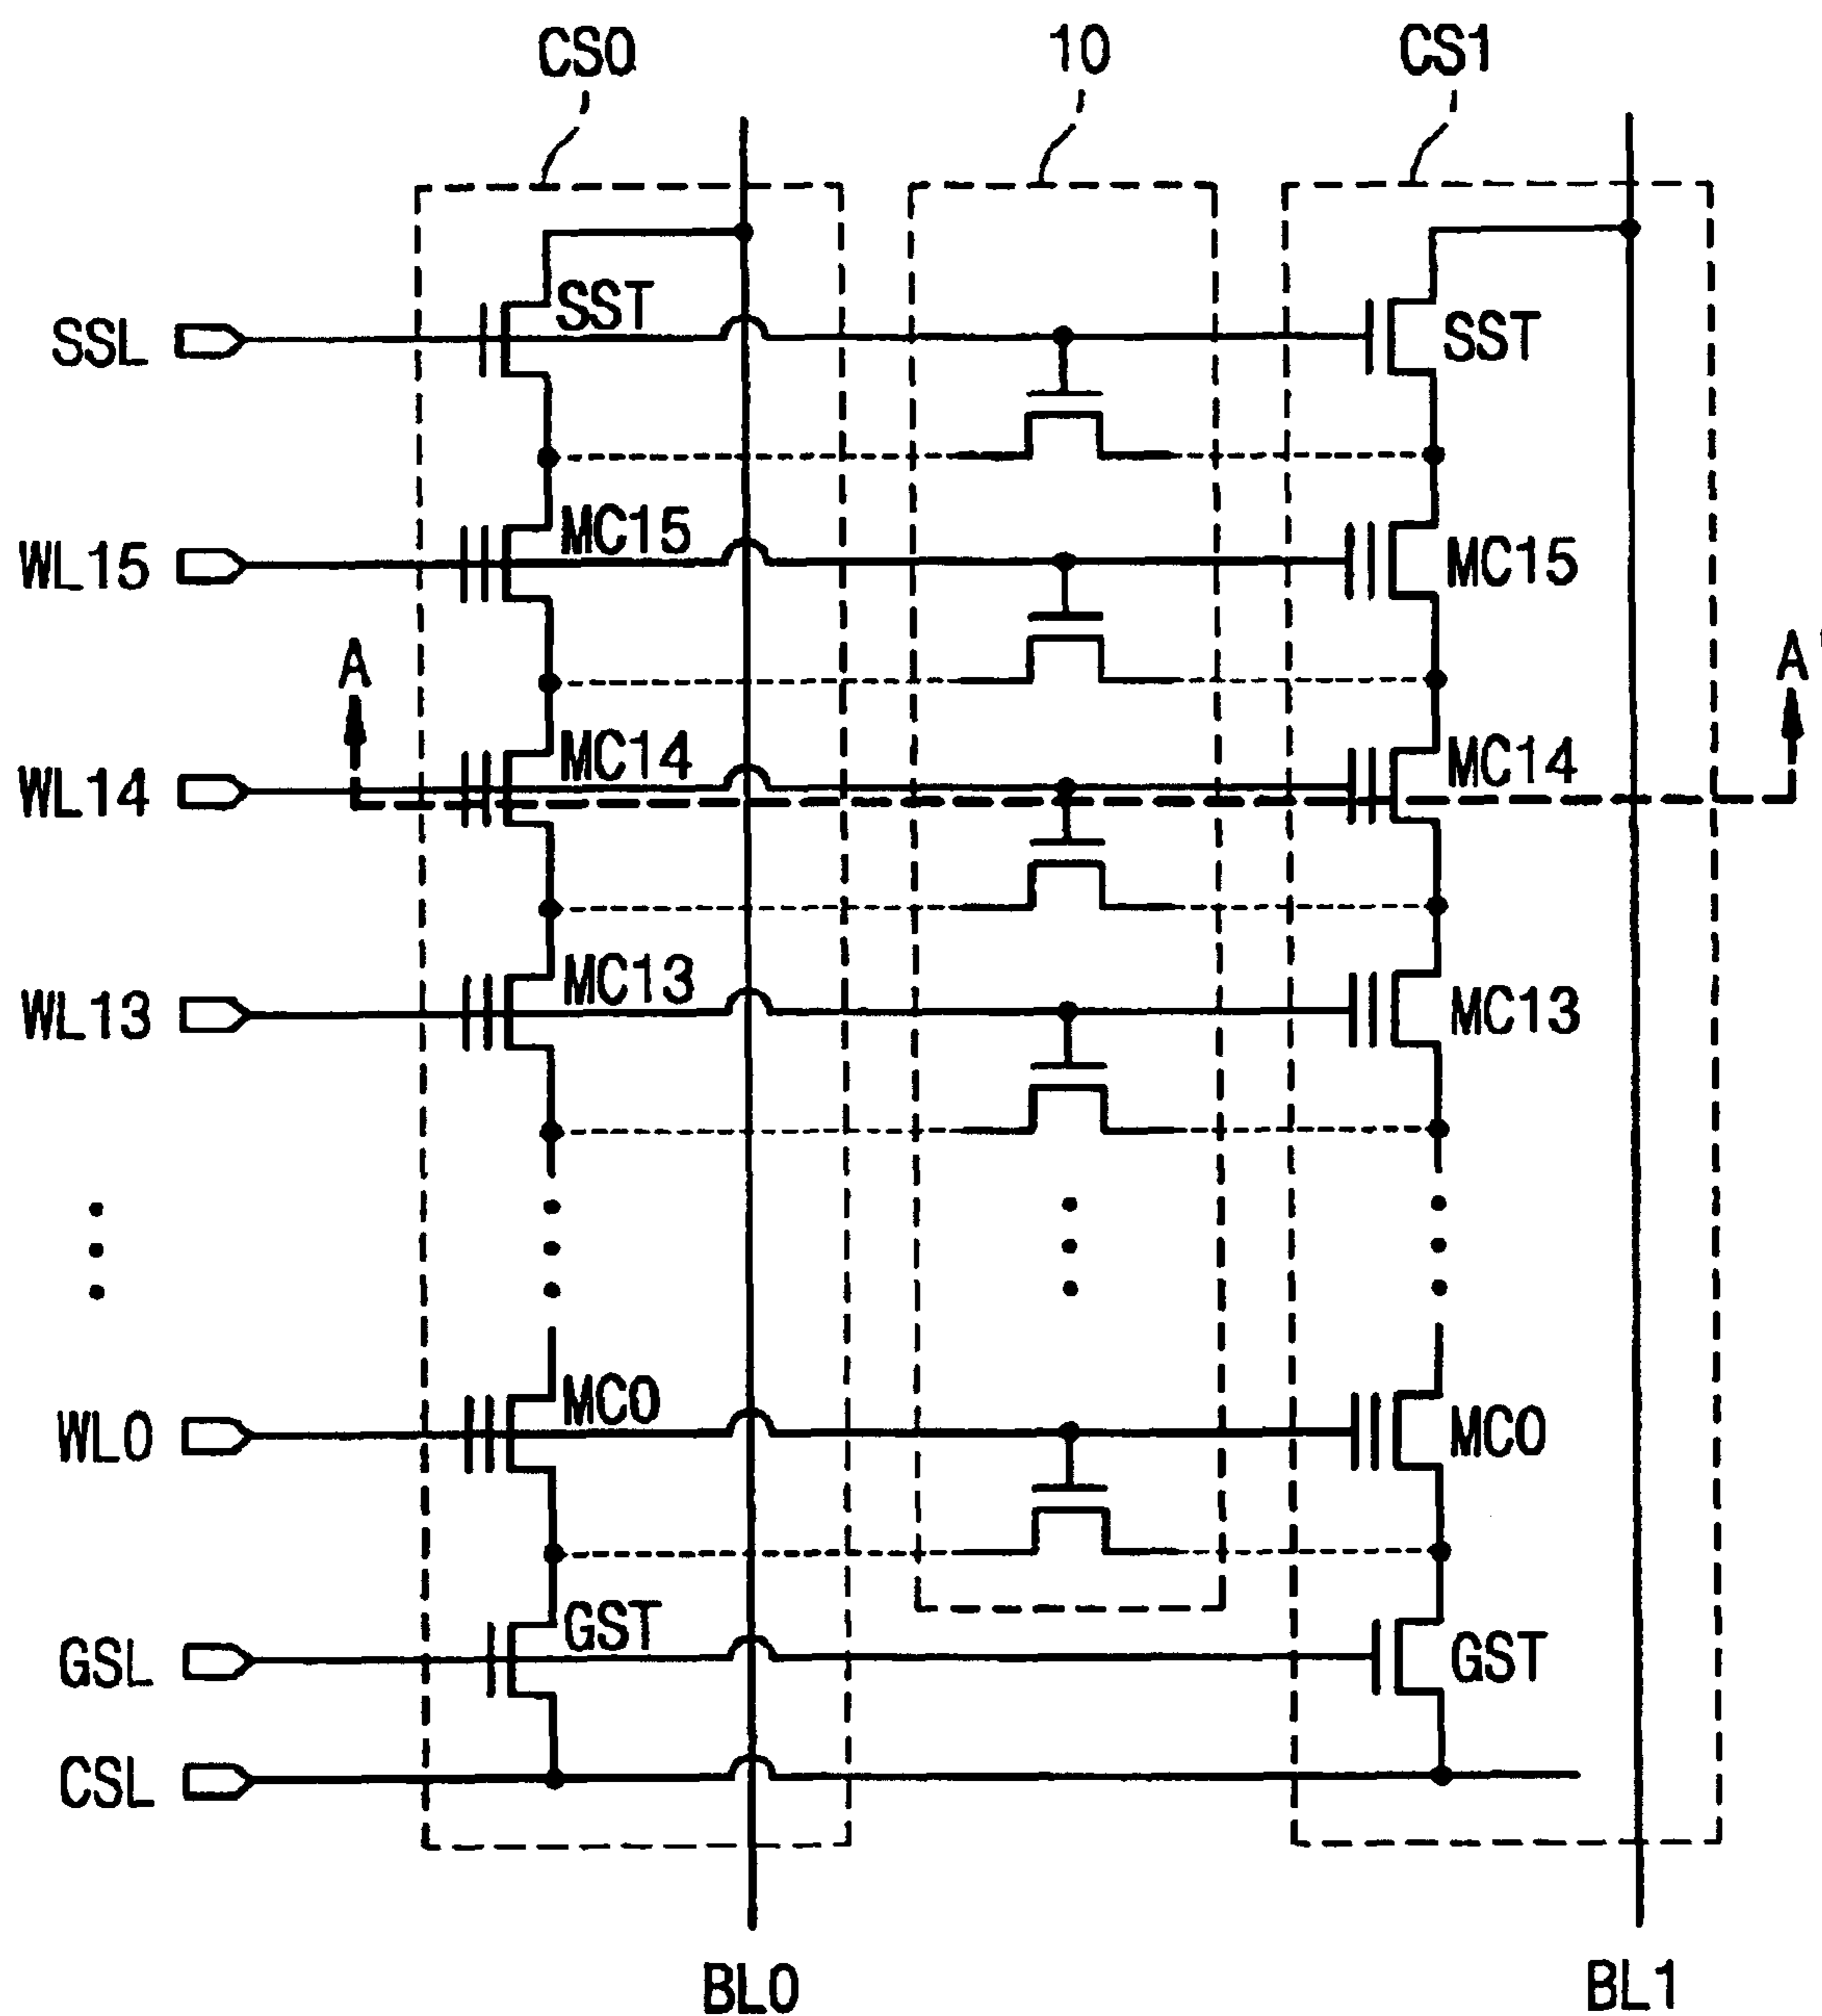 CS0 10 CS1
SSL SST SST
WL15 MC15 MC15
A A'
WL14 MC14 MC14
WL13 MC13 MC13
WL0 MC0 MC0
GSL GST GST
CSL
BL0 BL1